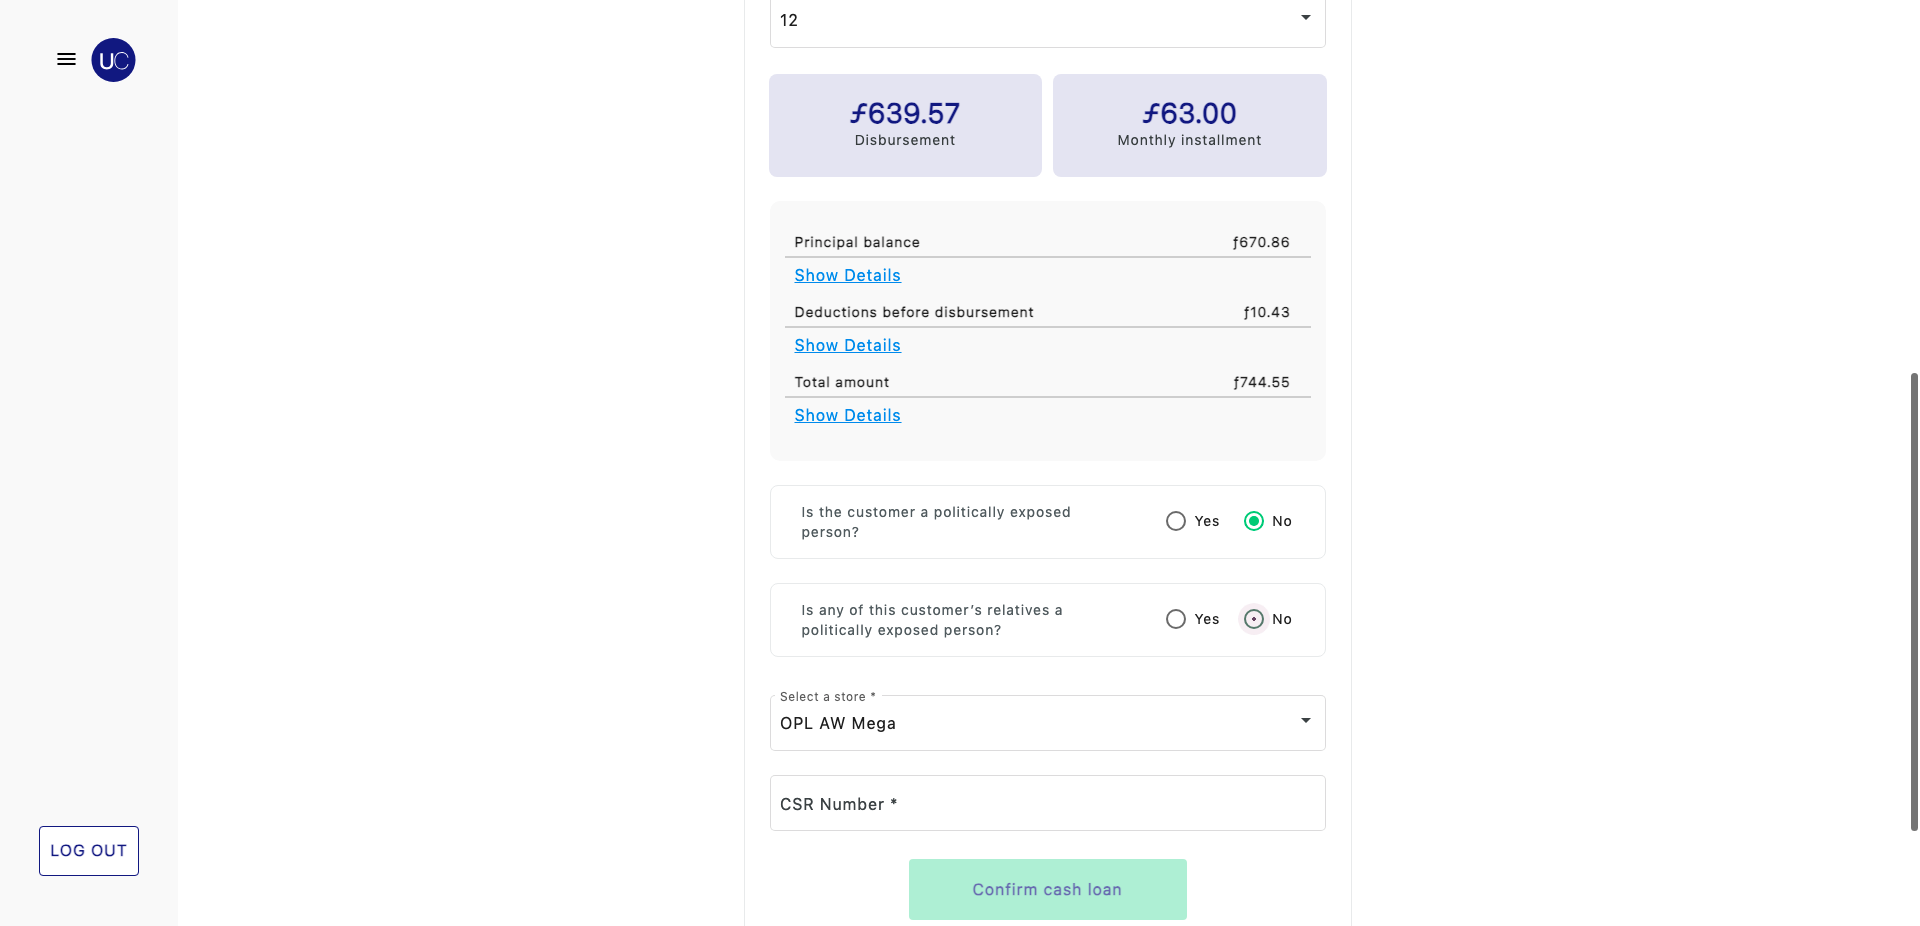 UC
12
ƒ639.57
Disbursement
ƒ63.00
Monthly installment
Principal balance ƒ670.86
Show Details
Deductions before disbursement ƒ10.43
Show Details
Total amount ƒ744.55
Show Details
Is the customer a politically exposed
person?
Yes No
Is any of this customer’s relatives a
politically exposed person?
Yes No
Select a store *
OPL AW Mega
CSR Number *
LOG OUT
Confirm cash loan